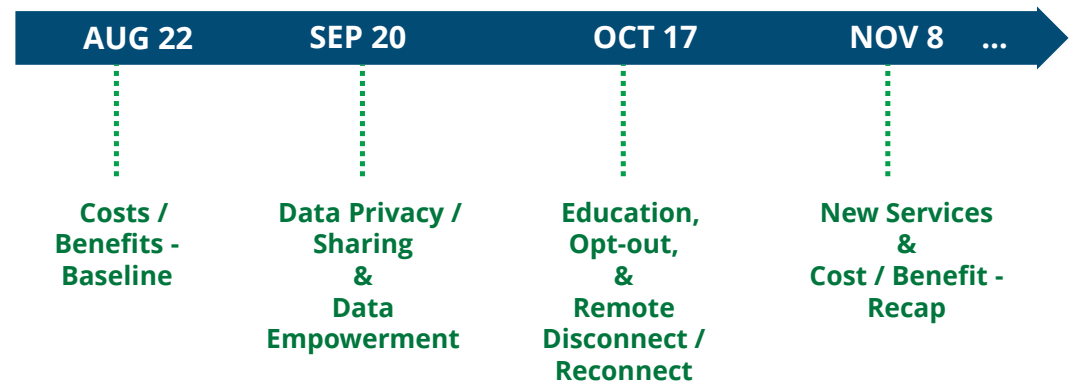 AUG 22
SEP 20
OCT 17
NOV 8 ...
Costs /
Benefits -
Baseline
Data Privacy /
Sharing
&
Data
Empowerment
Education,
Opt-out,
&
Remote
Disconnect /
Reconnect
New Services
&
Cost / Benefit -
Recap